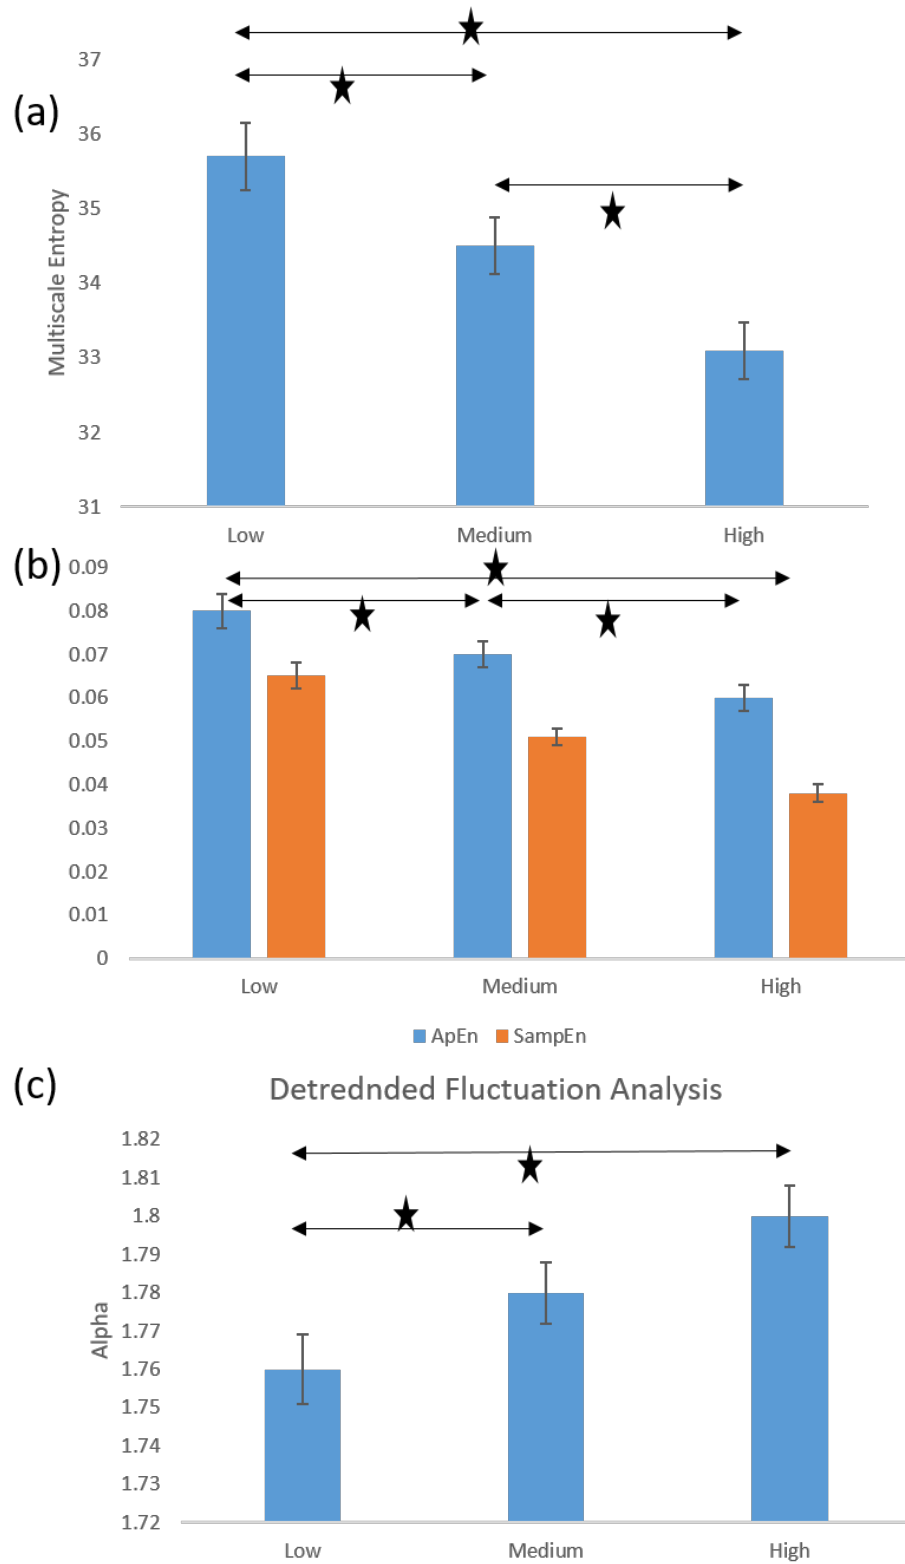 37
(a)
36
35
34
33
32
31
Multiscale Entropy
Low Medium High
(b)
0.09
0.08
0.07
0.06
0.05
0.04
0.03
0.02
0.01
0
Low Medium High
ApEn SampEn
(c)
Detrednded Fluctuation Analysis
1.82
1.81
1.8
1.79
1.78
1.77
1.76
1.75
1.74
1.73
1.72
Alpha
Low Medium High